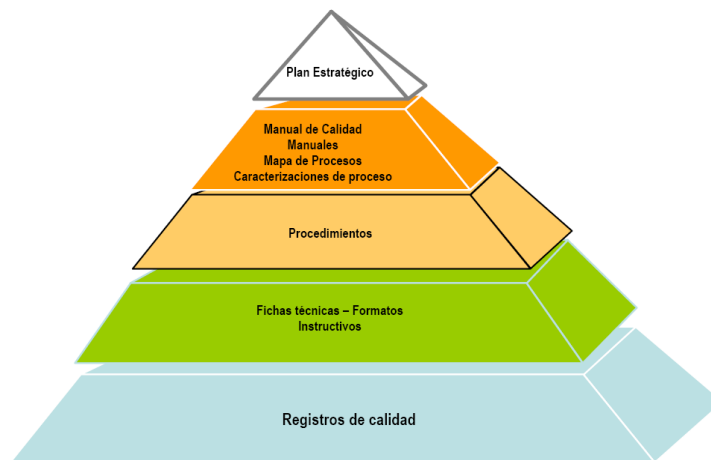 Plan Estratégico
Manual de Calidad
Manuales
Mapa de Procesos
Caracterizaciones de proceso
Procedimientos
Fichas técnicas – Formatos
Instructivos
Registros de calidad